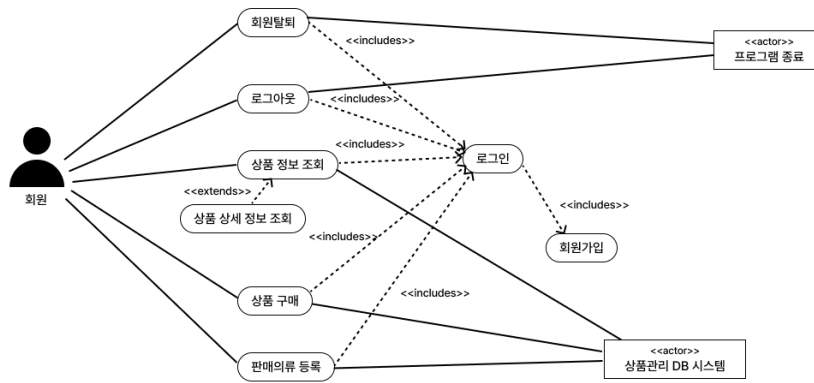 회원탈퇴
<<includes>>
<<actor>>
프로그램 종료
로그아웃
<<includes>>
<<includes>>
상품 정보 조회
로그인
회원
<<extends>>
상품 상세 정보 조회
<<includes>>
<<includes>>
회원가입
상품 구매
<<includes>>
<<actor>>
상품관리 DB 시스템
판매의류 등록